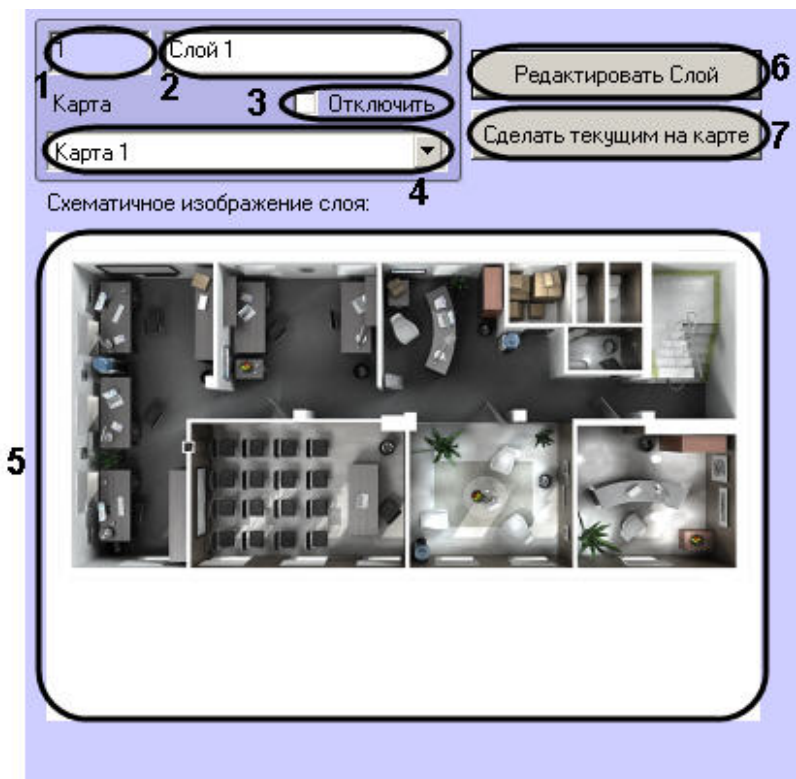 1 Слой 1
1 2
Карта 3 Отключить
Карта 1
4
Редактировать Слой 6
Сделать текущим на карте 7
Схематичное изображение слоя:
5